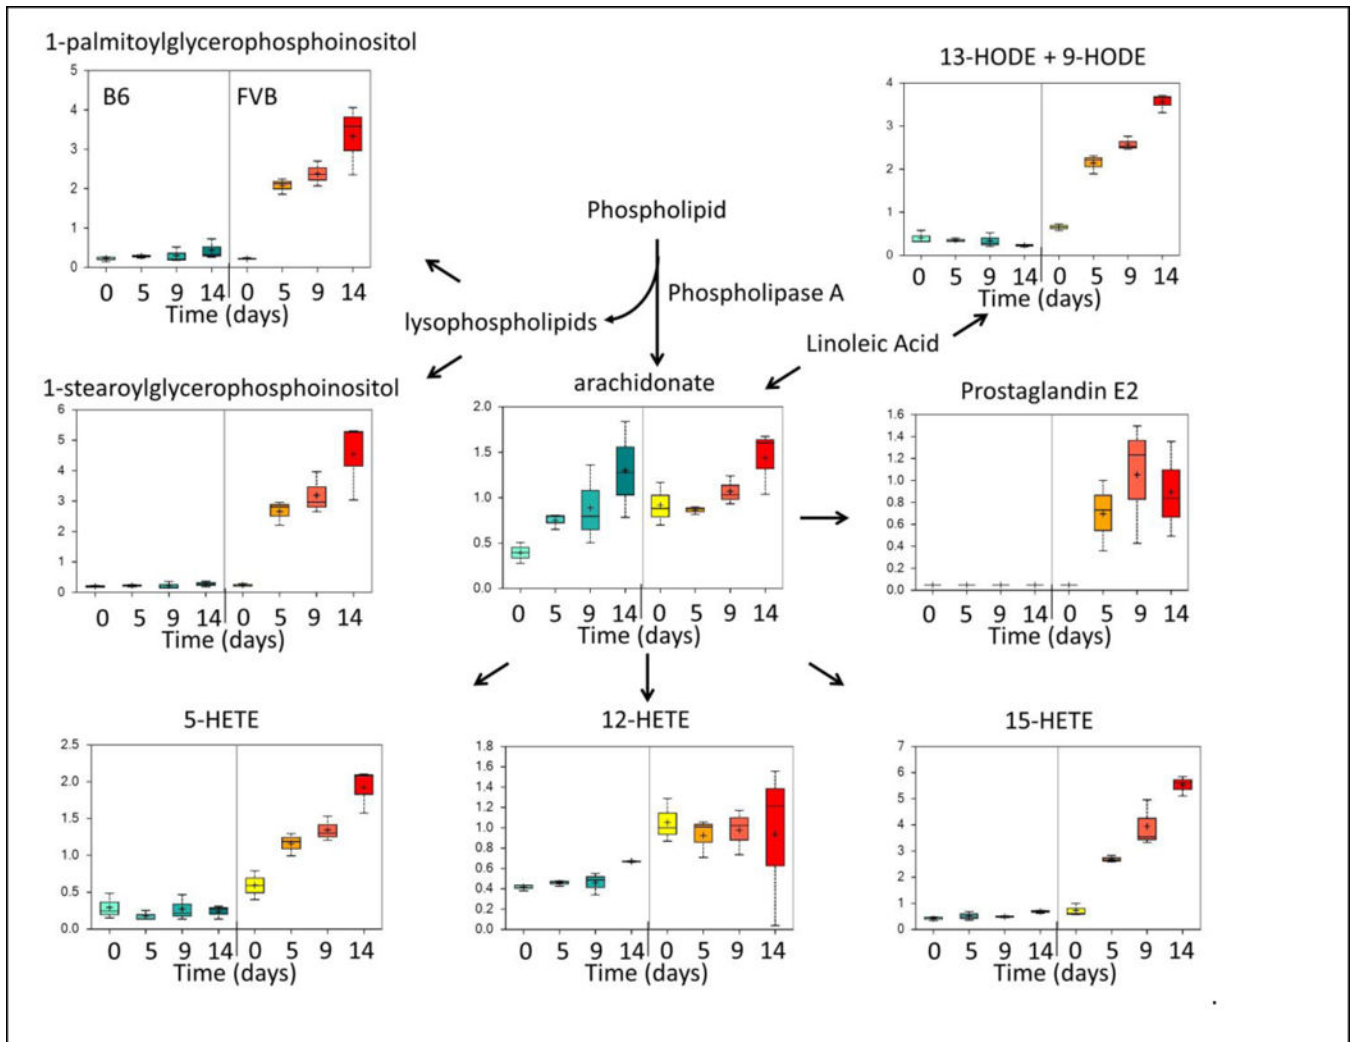 1-palmitoylglycerophosphoinositol
B6 FVB
5
4
3
2
1
0
0 5 9 14 0 5 9 14
Time (days)
13-HODE + 9-HODE
4
3
2
1
0
0 5 9 14 0 5 9 14
Time (days)
Phospholipid
Phospholipase A
lysophospholipids
Linoleic Acid
1-stearoylglycerophosphoinositol
6
5
4
3
2
1
0
0 5 9 14 0 5 9 14
Time (days)
arachidonate
2.0
1.5
1.0
0.5
0.0
0 5 9 14 0 5 9 14
Time (days)
Prostaglandin E2
1.6
1.4
1.2
1.0
0.8
0.6
0.4
0.2
0.0
0 5 9 14 0 5 9 14
Time (days)
5-HETE
2.5
2.0
1.5
1.0
0.5
0.0
0 5 9 14 0 5 9 14
Time (days)
12-HETE
1.8
1.6
1.4
1.2
1.0
0.8
0.6
0.4
0.2
0.0
0 5 9 14 0 5 9 14
Time (days)
15-HETE
7
6
5
4
3
2
1
0
0 5 9 14 0 5 9 14
Time (days)
.